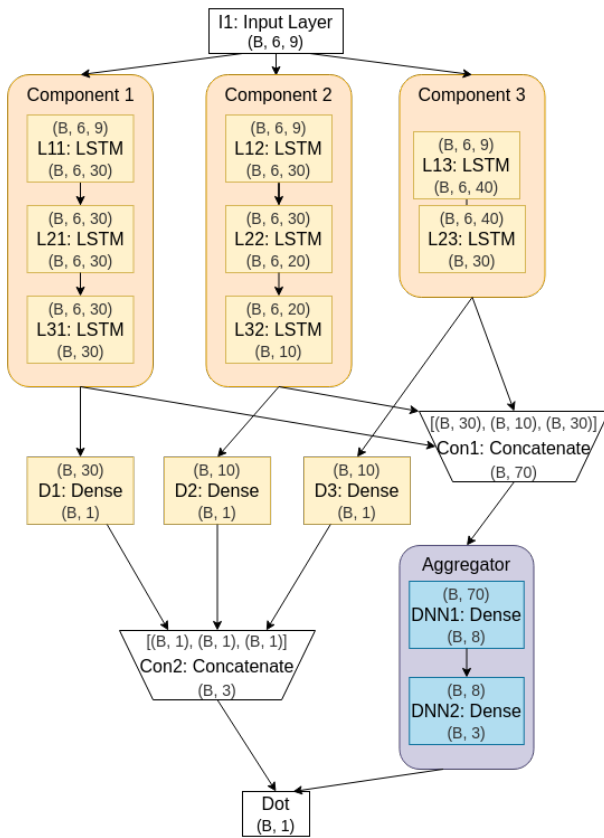 I1: Input Layer
(B, 6, 9)
Component 1
(B, 6, 9)
L11: LSTM
(B, 6, 30)
(B, 6, 30)
L21: LSTM
(B, 6, 30)
(B, 6, 30)
L31: LSTM
(B, 30)
Component 2
(B, 6, 9)
L12: LSTM
(B, 6, 30)
(B, 6, 30)
L22: LSTM
(B, 6, 20)
(B, 6, 20)
L32: LSTM
(B, 10)
Component 3
(B, 6, 9)
L13: LSTM
(B, 6, 40)
(B, 6, 40)
L23: LSTM
(B, 30)
[(B, 30), (B, 10), (B, 30)]
Con1: Concatenate
(B, 70)
(B, 30)
D1: Dense
(B, 1)
(B, 10)
D2: Dense
(B, 1)
(B, 10)
D3: Dense
(B, 1)
Aggregator
(B, 70)
DNN1: Dense
(B, 8)
(B, 8)
DNN2: Dense
(B, 3)
[(B, 1), (B, 1), (B, 1)]
Con2: Concatenate
(B, 3)
Dot
(B, 1)